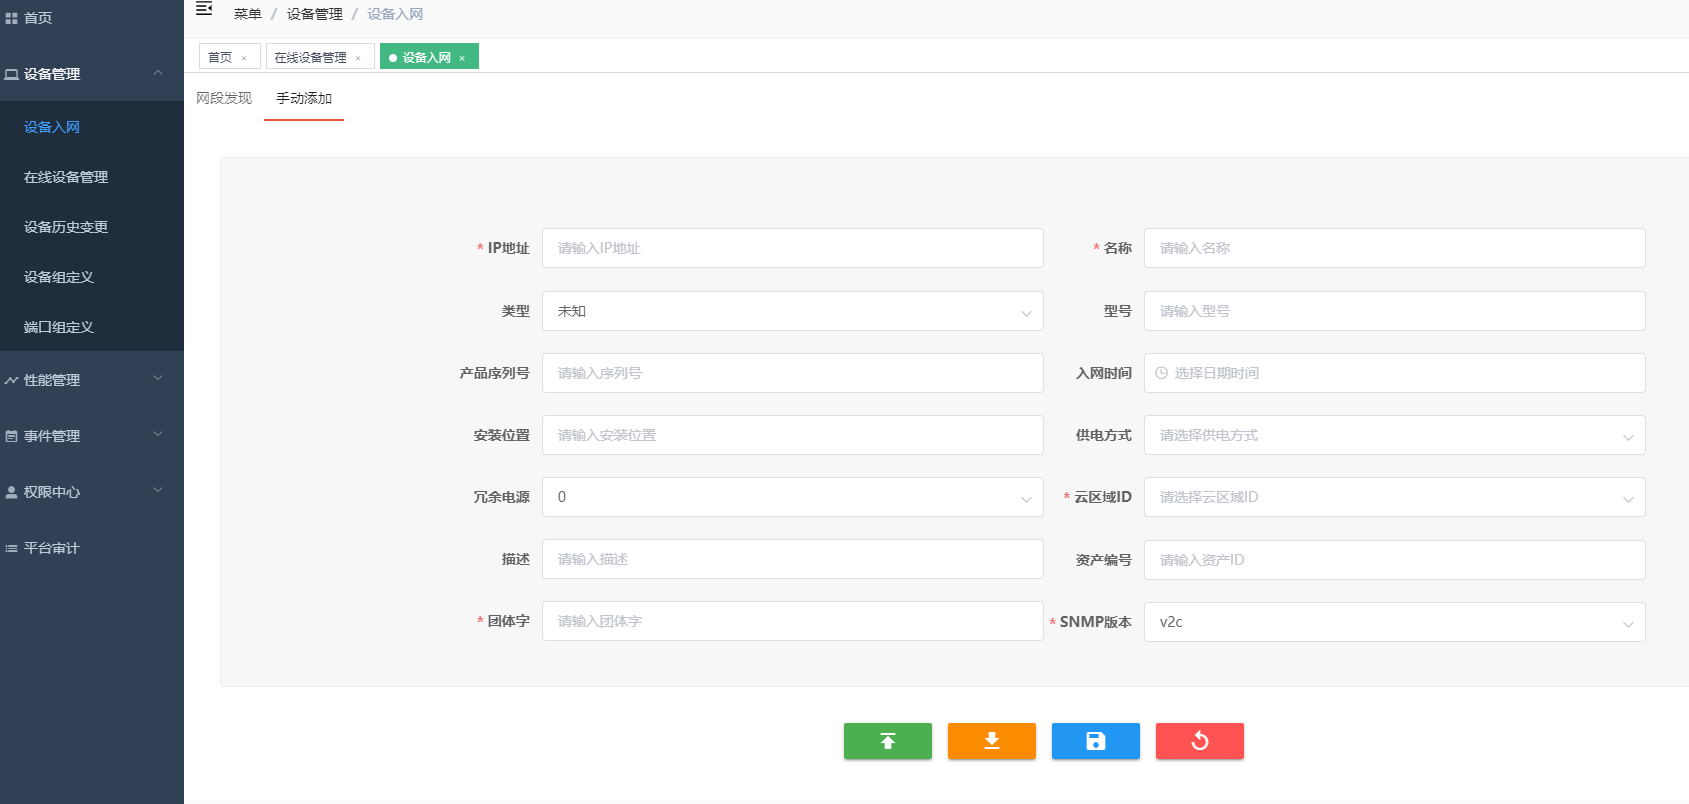 首页
设备管理
设备入网
在线设备管理
设备历史变更
设备组定义
端口组定义
性能管理
事件管理
权限中心
平台审计
菜单 / 设备管理 / 设备入网
首页 × 在线设备管理 × 设备入网 ×
网段发现 手动添加
* IP地址 请输入IP地址 * 名称 请输入名称
类型 未知 型号 请输入型号
产品序列号 请输入序列号 入网时间 选择日期时间
安装位置 请输入安装位置 供电方式 请选择供电方式
冗余电源 0 * 云区域ID 请选择云区域ID
描述 请输入描述 资产编号 请输入资产ID
* 团体字 请输入团体字 * SNMP版本 v2c